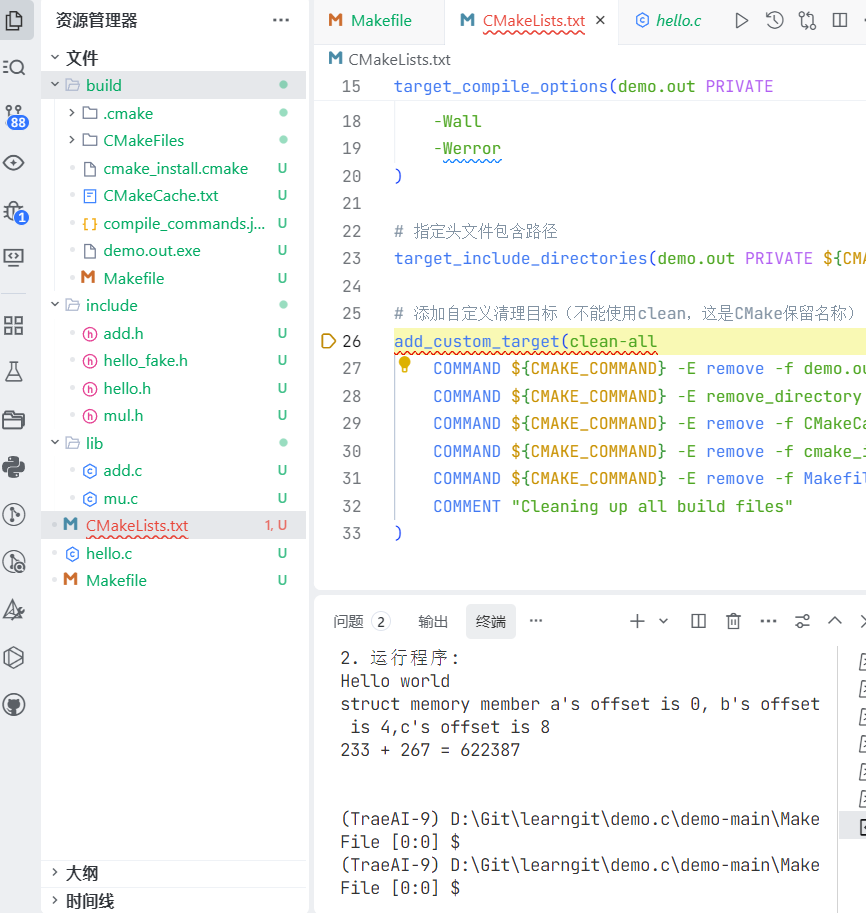 资源管理器
文件
build
.cmake
CMakeFiles
cmake_install.cmake U
CMakeCache.txt U
compile_commands.j... U
demo.out.exe U
Makefile U
include
add.h U
hello_fake.h U
hello.h U
mul.h U
lib
add.c U
mu.c U
CMakeLists.txt 1, U
hello.c U
Makefile U
大纲
时间线
88
1
Makefile
CMakeLists.txt
hello.c
CMakeLists.txt
15 target_compile_options(demo.out PRIVATE
18 -Wall
19 -Werror
20 )
21
22 # 指定头文件包含路径
23 target_include_directories(demo.out PRIVATE ${CMA
24
25 # 添加自定义清理目标（不能使用clean，这是CMake保留名称）
26 add_custom_target(clean-all
27 COMMAND ${CMAKE_COMMAND} -E remove -f demo.ou
28 COMMAND ${CMAKE_COMMAND} -E remove_directory
29 COMMAND ${CMAKE_COMMAND} -E remove -f CMakeCa
30 COMMAND ${CMAKE_COMMAND} -E remove -f cmake_i
31 COMMAND ${CMAKE_COMMAND} -E remove -f Makefil
32 COMMENT "Cleaning up all build files"
33 )
问题 2 输出 终端
2. 运行程序:
Hello world
struct memory member a's offset is 0, b's offset
is 4,c's offset is 8
233 + 267 = 622387
(TraeAI-9) D:\Git\learngit\demo.c\demo-main\Make
File [0:0] $
(TraeAI-9) D:\Git\learngit\demo.c\demo-main\Make
File [0:0] $